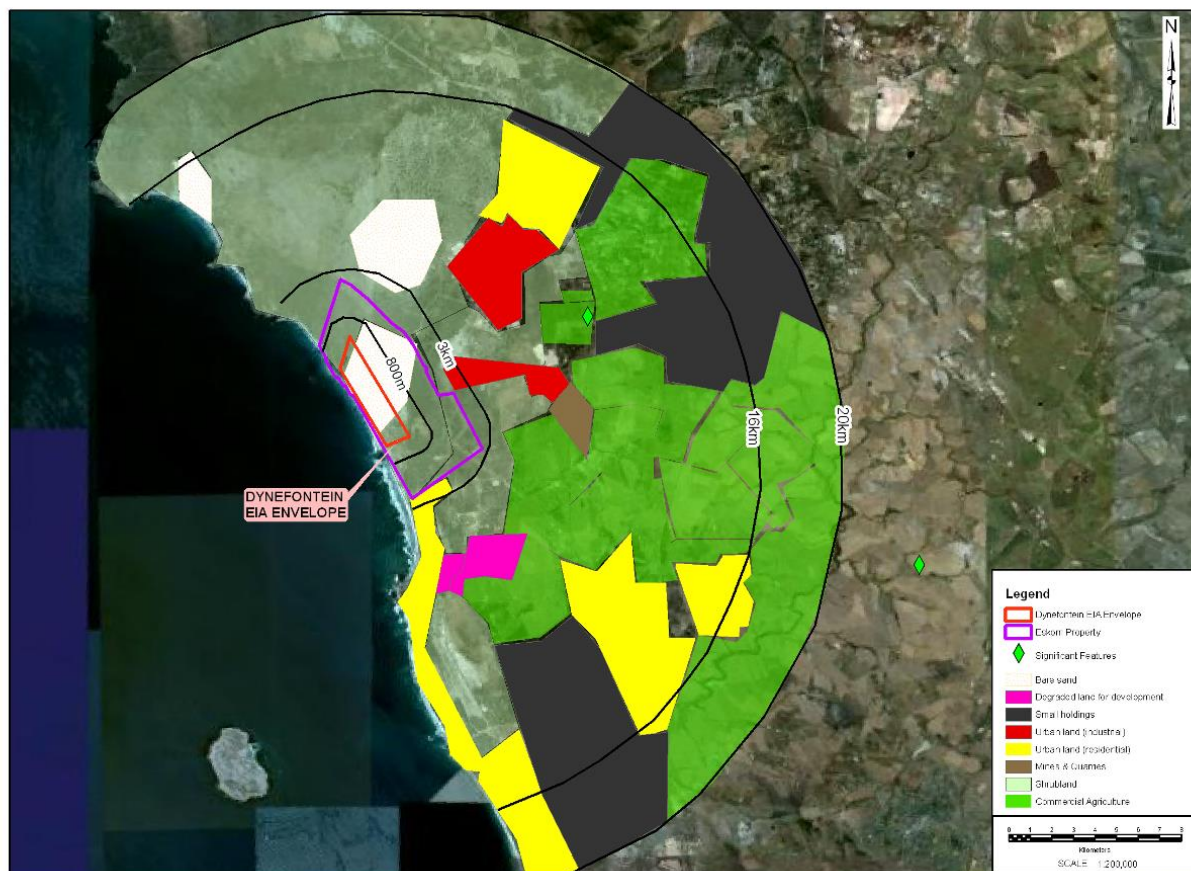 N
3km
800m
16km
20km
DYNEFONTEIN
EIA ENVELOPE
Legend
Dynefontein EIA Envelope
Eskom Property
Significant Features
Bare sand
Degraded land for development
Small holdings
Urban land (industrial)
Urban land (residential)
Mines & Quarries
Shrubland
Commercial Agriculture
0 1 2 3 4 5 6 7 8
Kilometers
SCALE 1:200,000